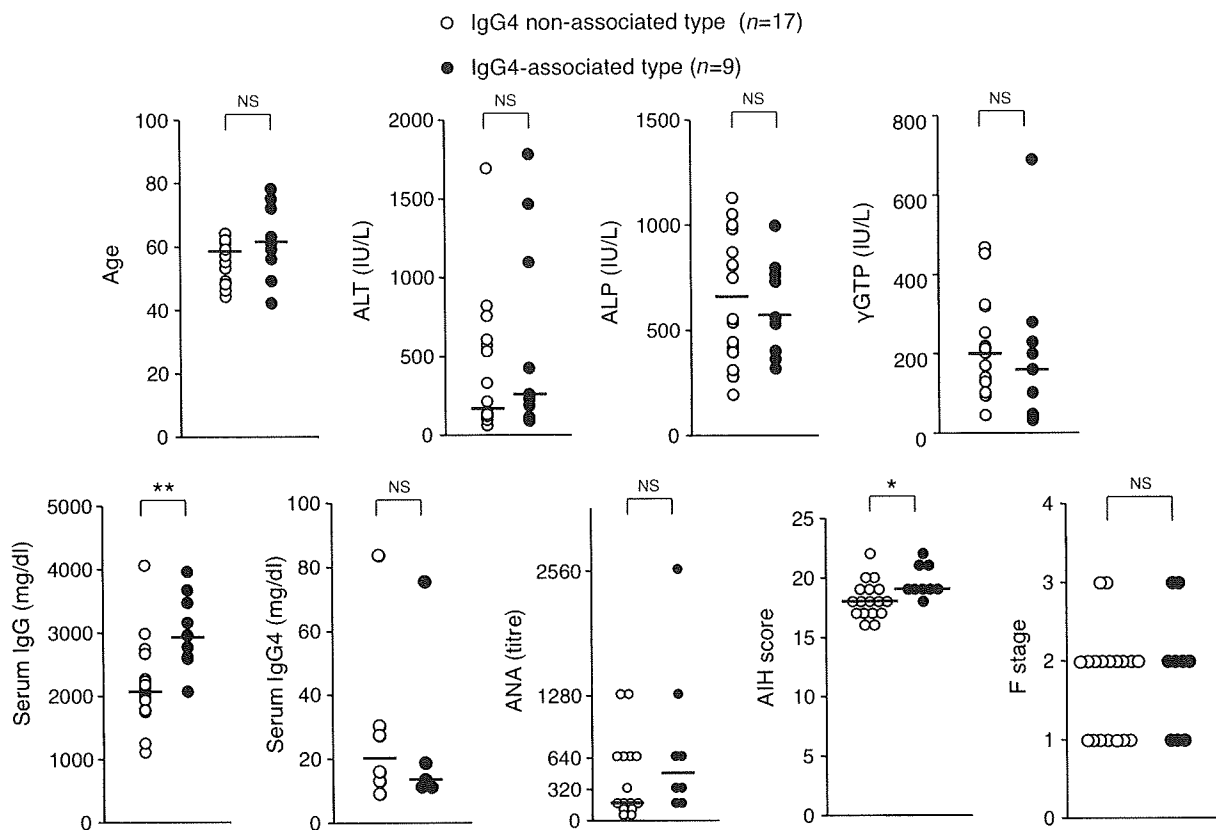 IgG4 non-associated type (n=17)
IgG4-associated type (n=9)
NS
NS
NS
NS
Age
100
80
60
40
20
0
ALT (IU/L)
2000
1500
1000
500
0
ALP (IU/L)
1500
1000
500
0
γGTP (IU/L)
800
600
400
200
0
**
NS
NS
*
NS
Serum IgG (mg/dl)
5000
4000
3000
2000
1000
0
Serum IgG4 (mg/dl)
100
80
60
40
20
0
ANA (titre)
2560
1280
640
320
0
AIH score
25
20
15
10
5
0
F stage
4
3
2
1
0